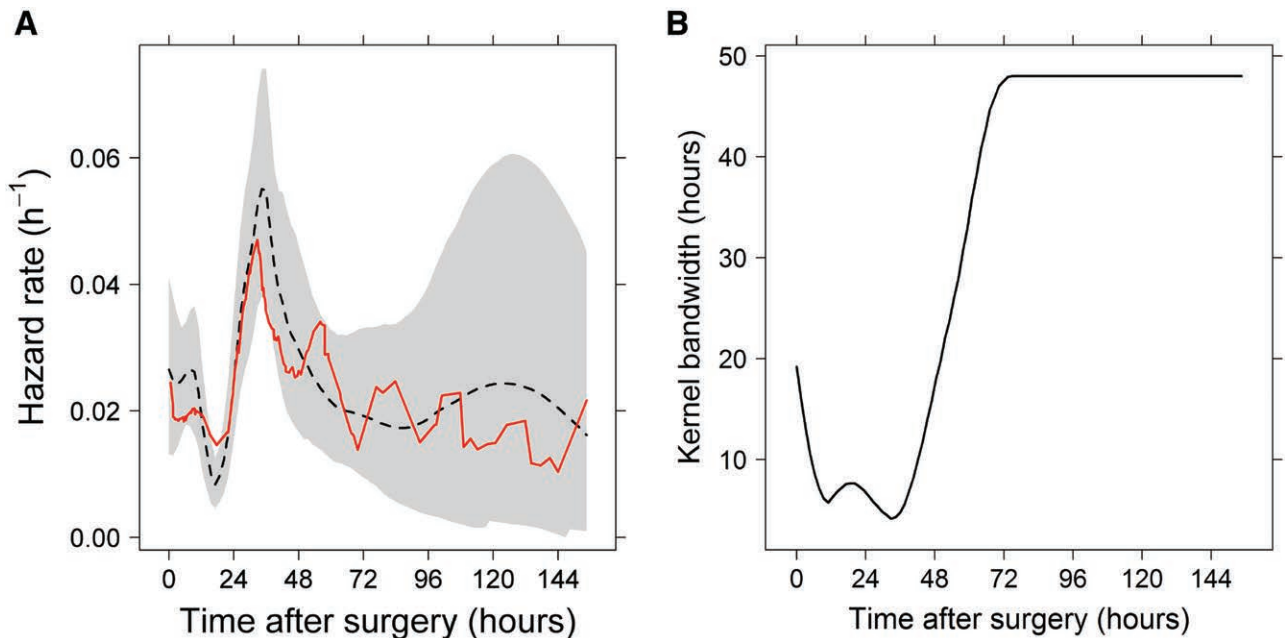 A
Hazard rate (h⁻¹)
0.06
0.04
0.02
0.00
0 24 48 72 96 120 144
Time after surgery (hours)
B
Kernel bandwidth (hours)
50
40
30
20
10
0 24 48 72 96 120 144
Time after surgery (hours)